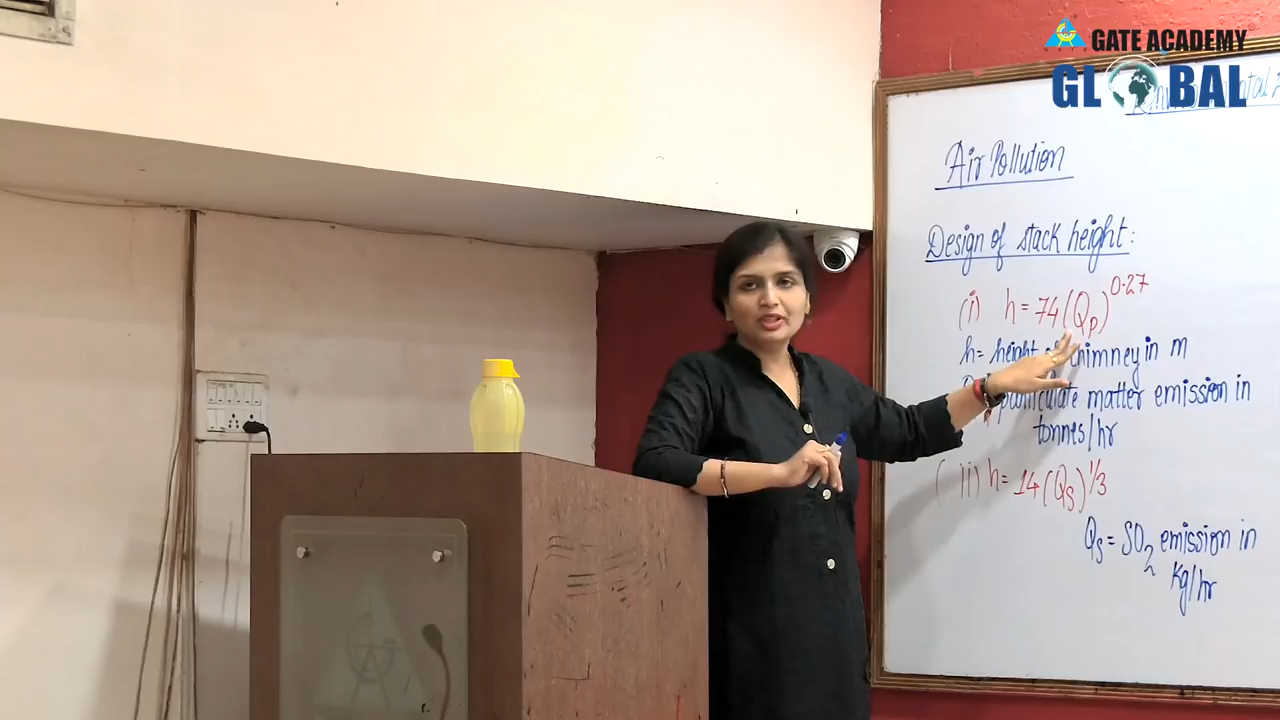 GATE ACADEMY
GLOBAL
Air Pollution
Design of stack height:
(i) h = 74(Qp)^0.27
h = height of chimney in m
particulate matter emission in
tonnes/hr
(ii) h = 14(Qs)^1/3
Qs = SO2 emission in
Kg/hr